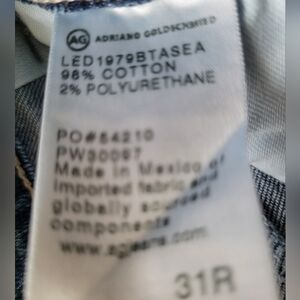 AG ADRIANO GOLDSCHMIED
LED1979BTASEA
98% COTTON
2% POLYURETHANE
PO#54210
PW30097
Made in Mexico of
Imported fabric and
globally sourced
components
www.agjeans.com
31R